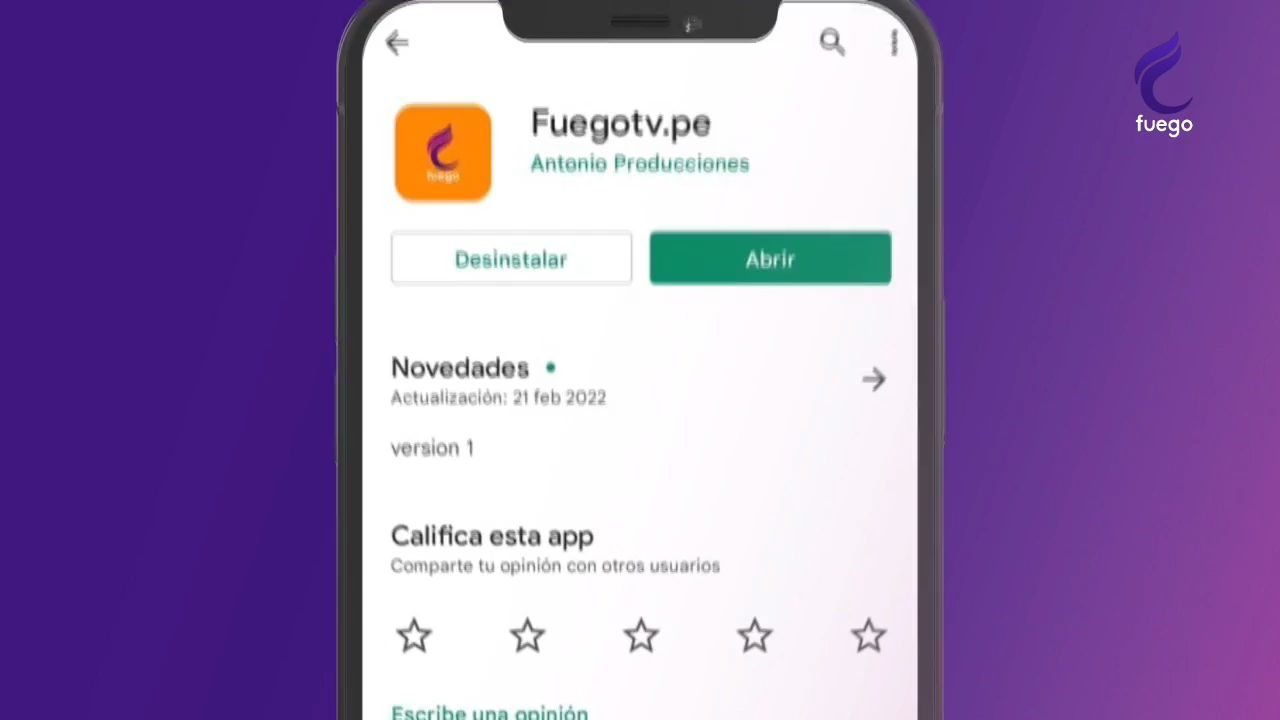 Fuegotv.pe
Antonio Producciones
fuego
fuego
Desinstalar
Abrir
Novedades
Actualización: 21 feb 2022
version 1
Califica esta app
Comparte tu opinión con otros usuarios
Escribe una opinión